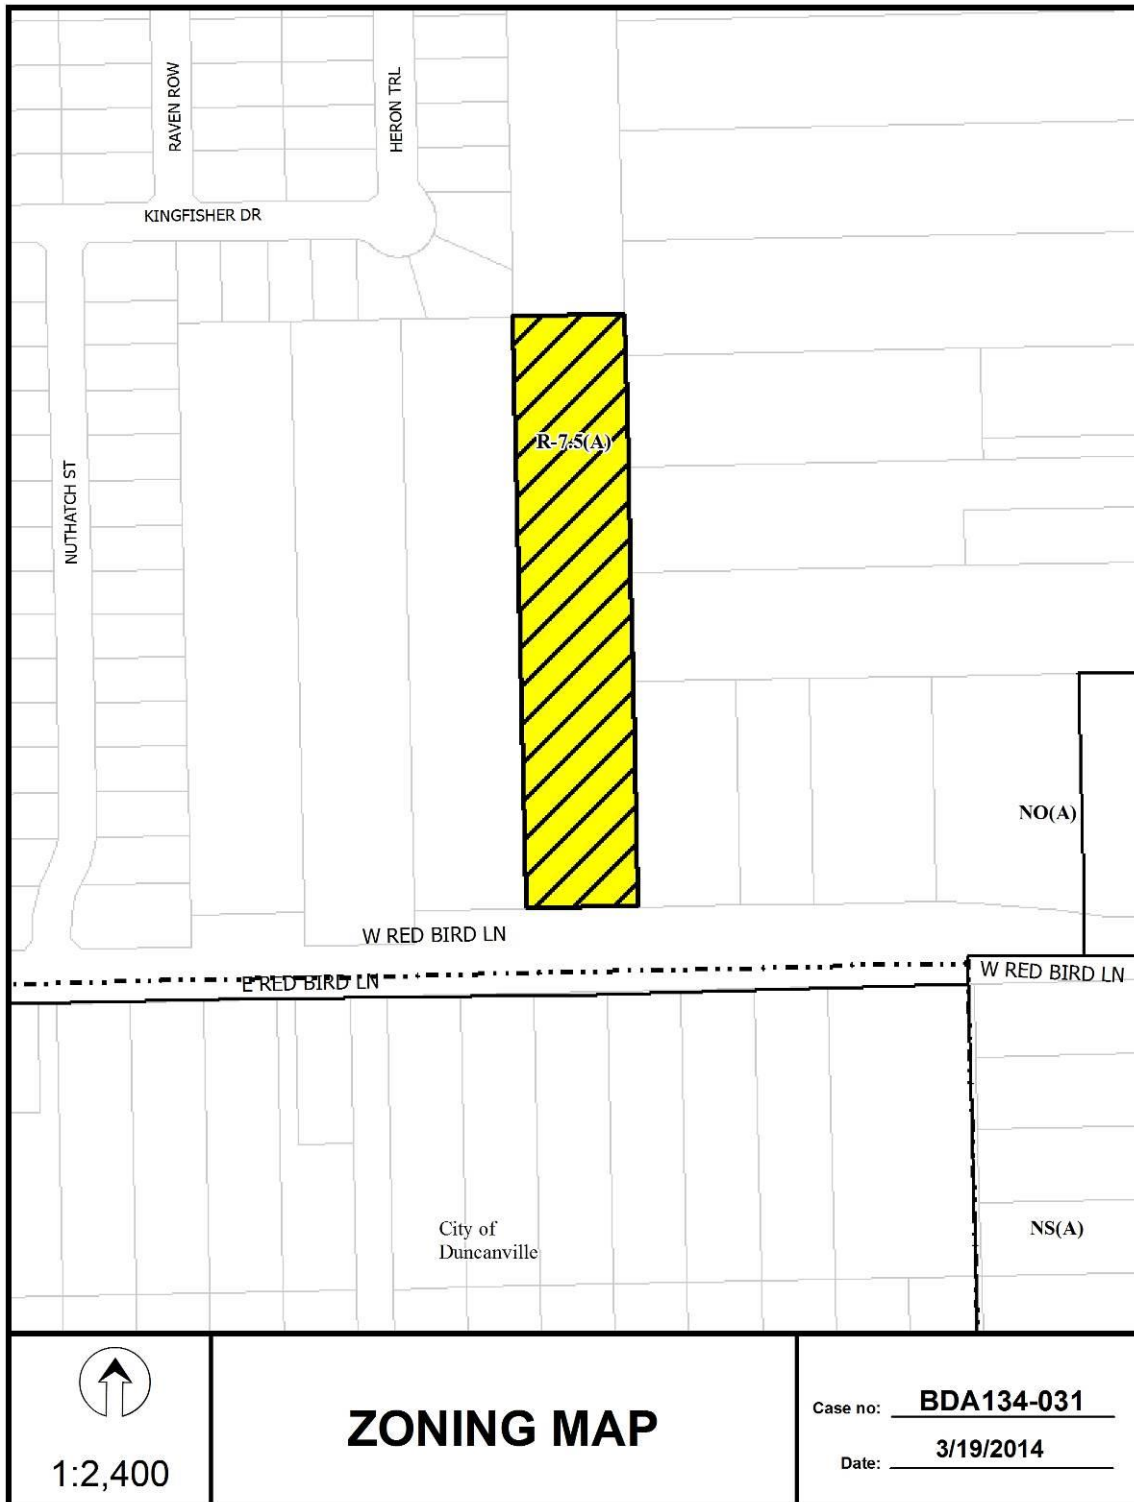 RAVEN ROW
HERON TRL
KINGFISHER DR
R-7.5(A)
NUTHATCH ST
NO(A)
W RED BIRD LN
E RED BIRD LN
W RED BIRD LN
City of
Duncanville
NS(A)
1:2,400
ZONING MAP
Case no: BDA134-031
Date: 3/19/2014